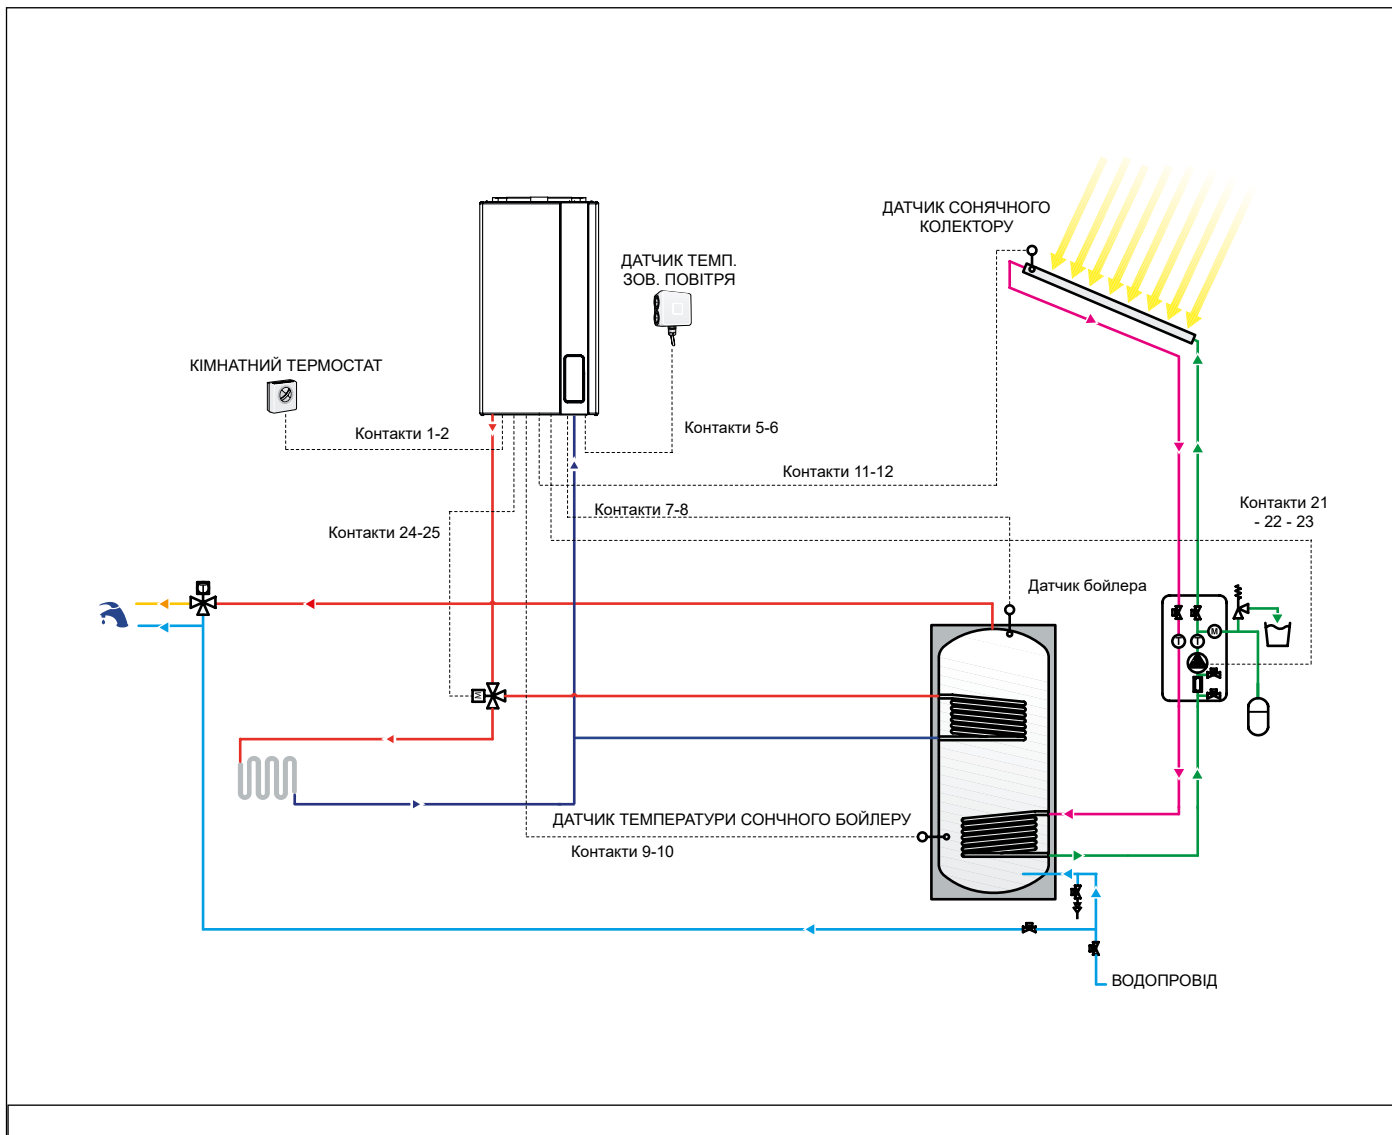 ДАТЧИК СОНЯЧНОГО
КОЛЕКТОРУ
ДАТЧИК ТЕМП.
ЗОВ. ПОВІТРЯ
КІМНАТНИЙ ТЕРМОСТАТ
Контакти 1-2
Контакти 5-6
Контакти 11-12
Контакти 7-8
Контакти 21
- 22 - 23
Контакти 24-25
Датчик бойлера
T
M
T
T
M
ДАТЧИК ТЕМПЕРАТУРИ СОНЧНОГО БОЙЛЕРУ
Контакти 9-10
ВОДОПРОВІД